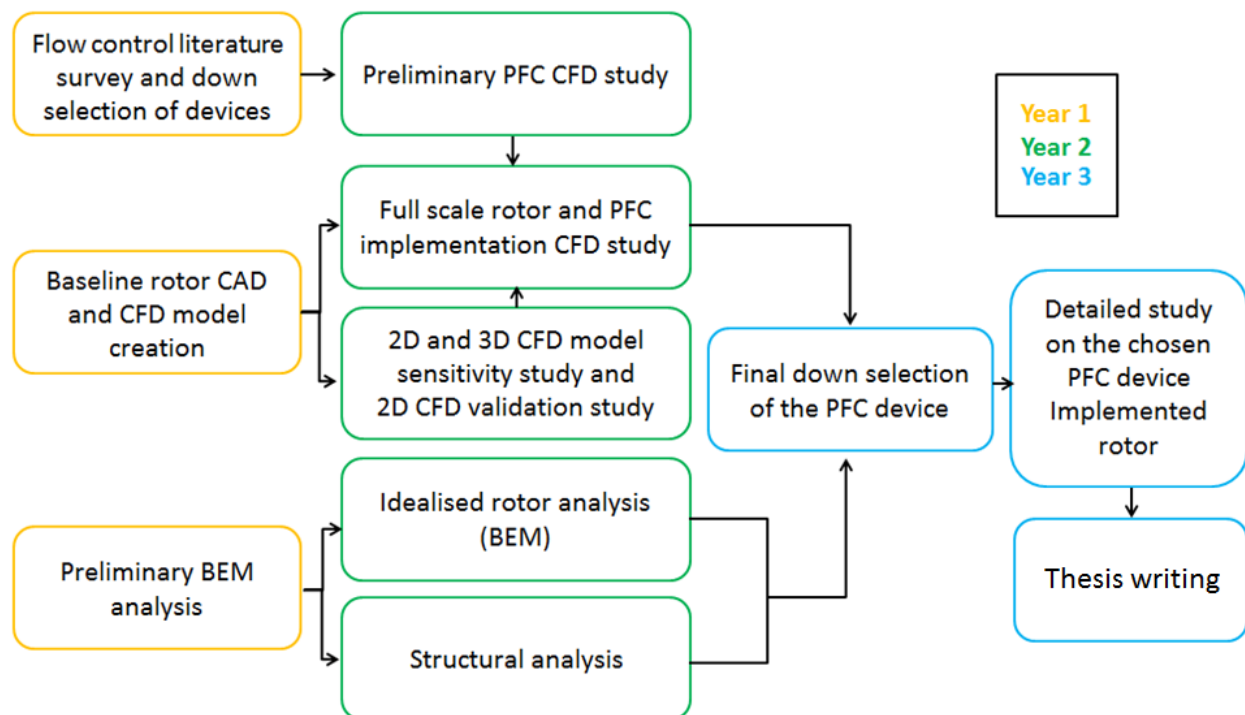 Flow control literature
survey and down
selection of devices
Preliminary PFC CFD study
Year 1
Year 2
Year 3
Full scale rotor and PFC
implementation CFD study
Baseline rotor CAD
and CFD model
creation
2D and 3D CFD model
sensitivity study and
2D CFD validation study
Final down selection
of the PFC device
Detailed study
on the chosen
PFC device
Implemented
rotor
Idealised rotor analysis
(BEM)
Preliminary BEM
analysis
Structural analysis
Thesis writing